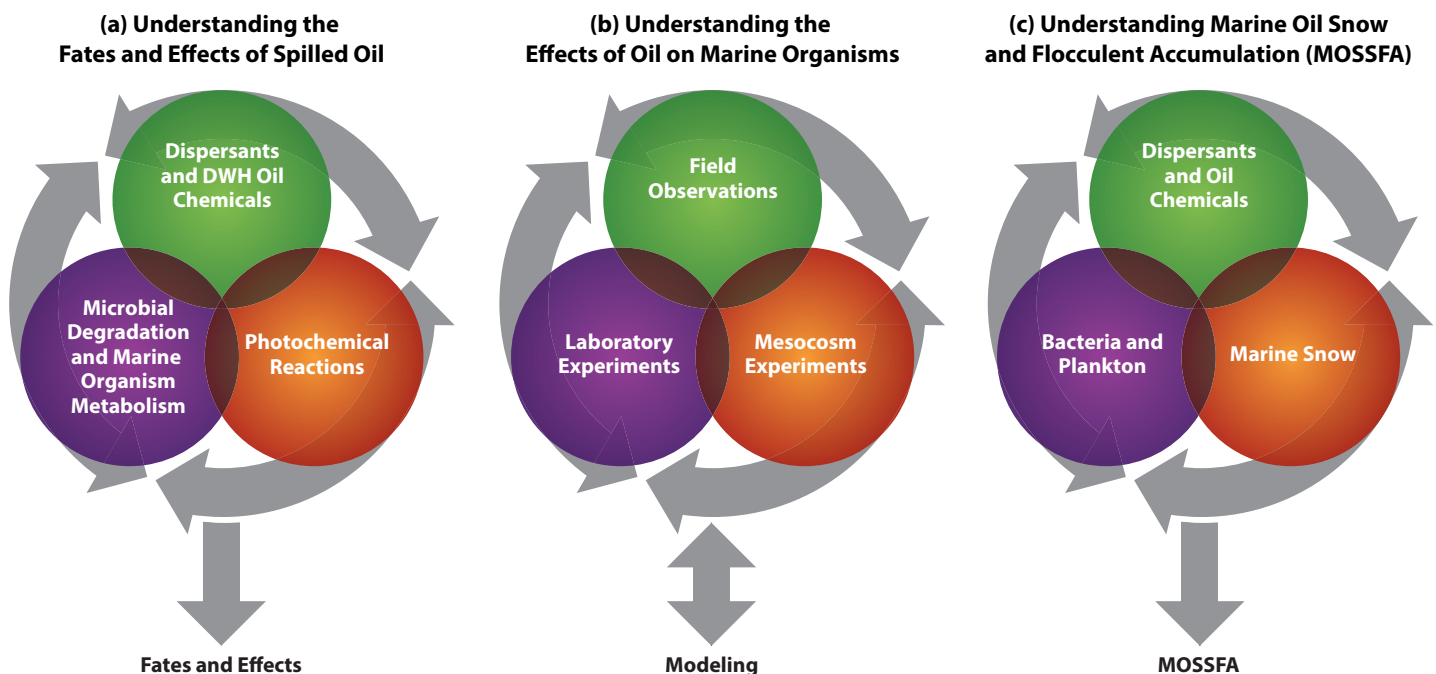 (a) Understanding the
Fates and Effects of Spilled Oil
Dispersants
and DWH Oil
Chemicals
Microbial
Degradation
and Marine
Organism
Metabolism
Photochemical
Reactions
Fates and Effects
(b) Understanding the
Effects of Oil on Marine Organisms
Field
Observations
Laboratory
Experiments
Mesocosm
Experiments
Modeling
(c) Understanding Marine Oil Snow
and Flocculent Accumulation (MOSSFA)
Dispersants
and Oil
Chemicals
Bacteria and
Plankton
Marine Snow
MOSSFA